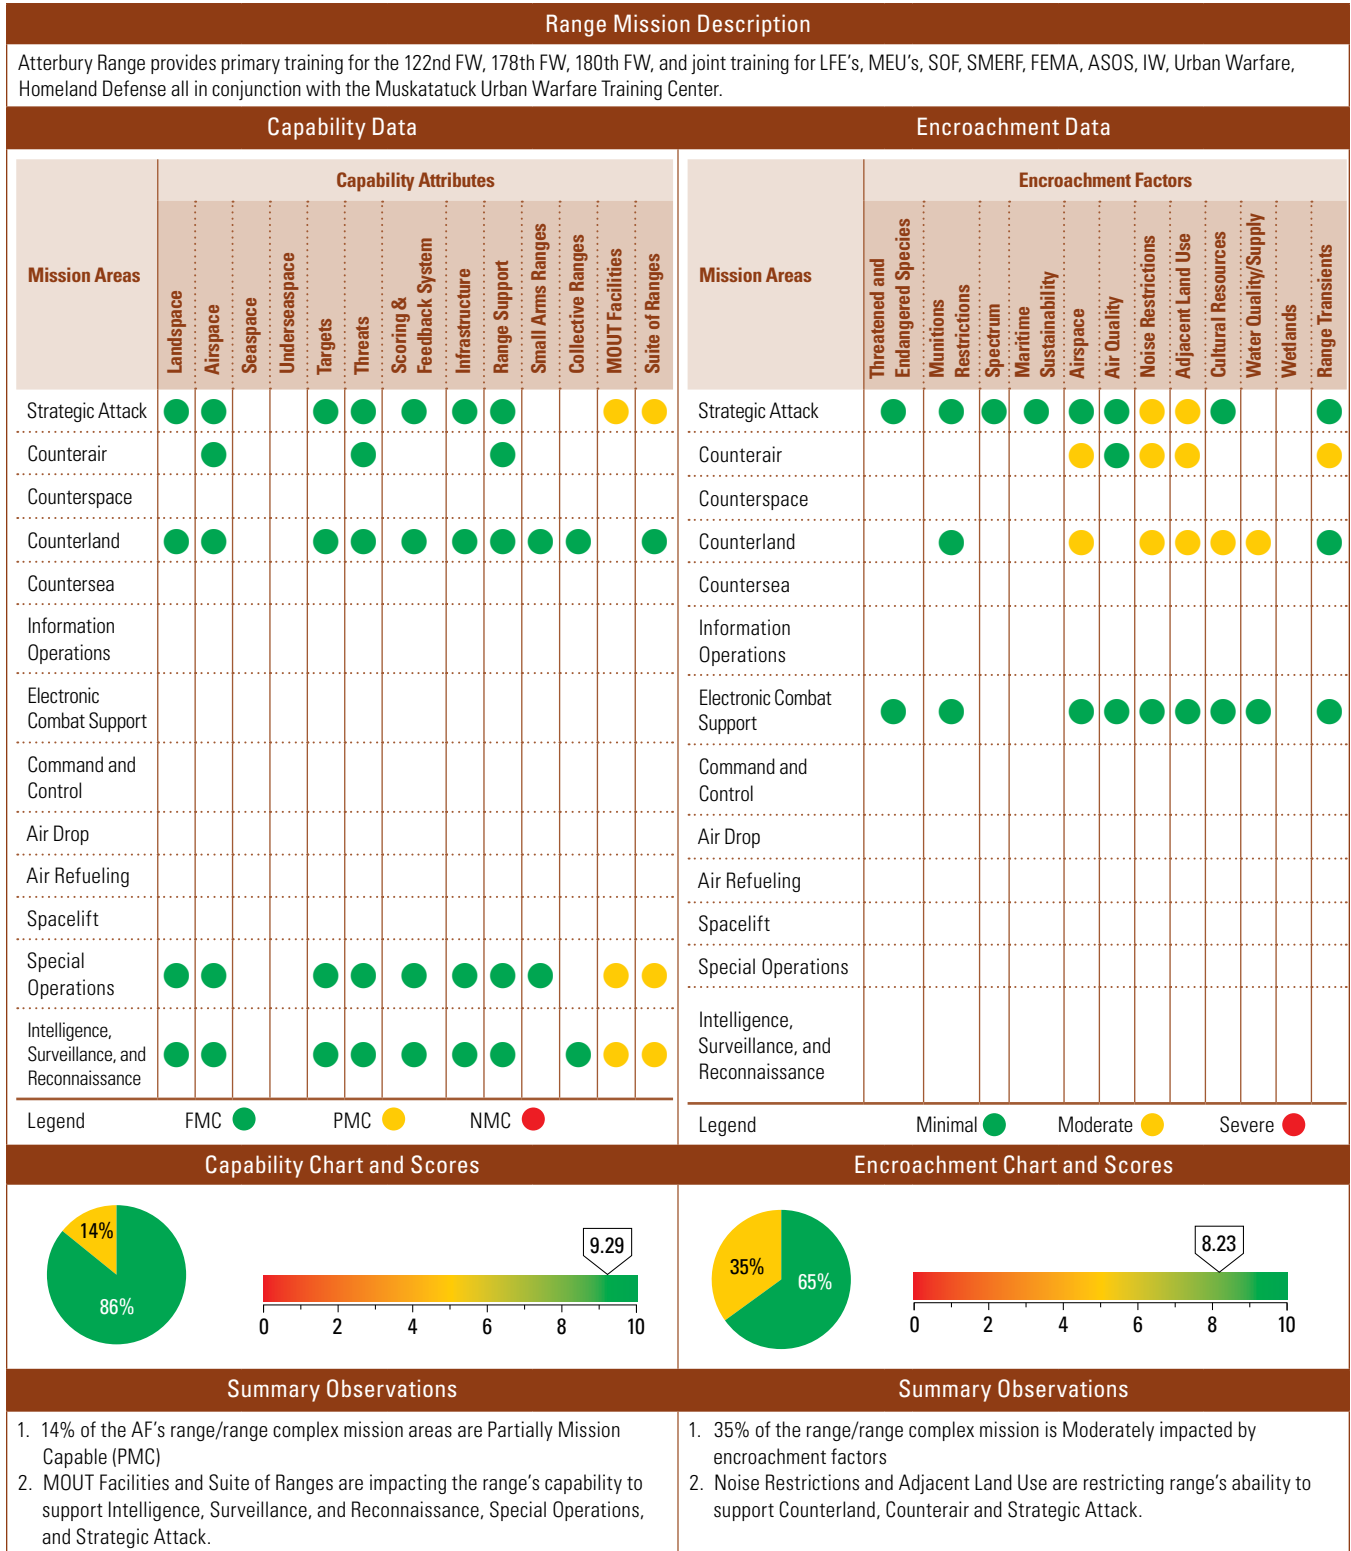 Range Mission Description
Atterbury Range provides primary training for the 122nd FW, 178th FW, 180th FW, and joint training for LFE's, MEU's, SOF, SMERF, FEMA, ASOS, IW, Urban Warfare,
Homeland Defense all in conjunction with the Muskatatuck Urban Warfare Training Center.
Capability Data
Capability Attributes
Mission Areas
Landspace
Airspace
Seaspace
Underseaspace
Targets
Threats
Scoring &
Feedback System
Infrastructure
Range Support
Small Arms Ranges
Collective Ranges
MOUT Facilities
Suite of Ranges
Strategic Attack
Counterair
Counterspace
Counterland
Countersea
Information
Operations
Electronic
Combat Support
Command and
Control
Air Drop
Air Refueling
Spacelift
Special
Operations
Intelligence,
Surveillance, and
Reconnaissance
Legend
FMC
PMC
NMC
Encroachment Data
Encroachment Factors
Mission Areas
Threatened and
Endangered Species
Munitions
Restrictions
Spectrum
Maritime
Sustainability
Airspace
Air Quality
Noise Restrictions
Adjacent Land Use
Cultural Resources
Water Quality/Supply
Wetlands
Range Transients
Strategic Attack
Counterair
Counterspace
Counterland
Countersea
Information
Operations
Electronic Combat
Support
Command and
Control
Air Drop
Air Refueling
Spacelift
Special Operations
Intelligence,
Surveillance, and
Reconnaissance
Legend
Minimal
Moderate
Severe
Capability Chart and Scores
14%
86%
9.29
0 2 4 6 8 10
Encroachment Chart and Scores
35%
65%
8.23
0 2 4 6 8 10
Summary Observations
1. 14% of the AF's range/range complex mission areas are Partially Mission
Capable (PMC)
2. MOUT Facilities and Suite of Ranges are impacting the range's capability to
support Intelligence, Surveillance, and Reconnaissance, Special Operations,
and Strategic Attack.
Summary Observations
1. 35% of the range/range complex mission is Moderately impacted by
encroachment factors
2. Noise Restrictions and Adjacent Land Use are restricting range's abaility to
support Counterland, Counterair and Strategic Attack.